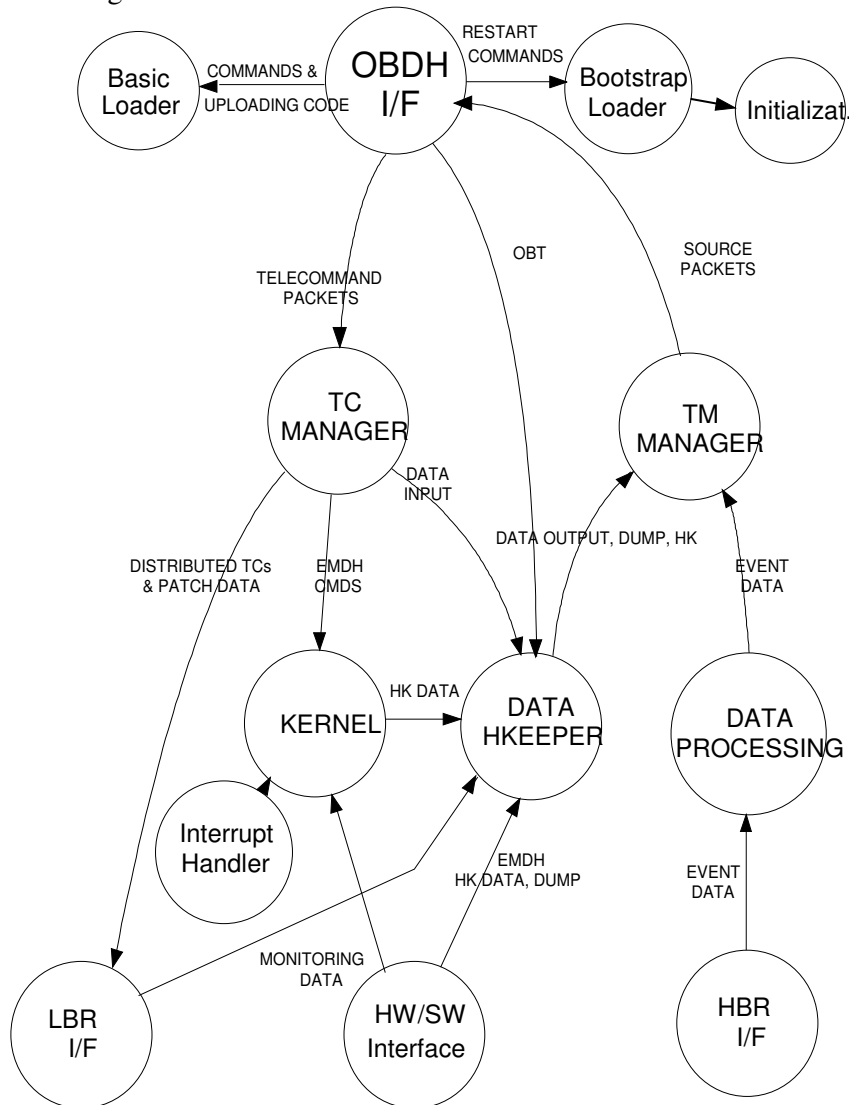 RESTART
COMMANDS
OBDH
I/F
Basic
Loader
COMMANDS &
UPLOADING CODE
Bootstrap
Loader
Initializat.
OBT
SOURCE
PACKETS
TELECOMMAND
PACKETS
TC
MANAGER
TM
MANAGER
DATA
INPUT
DATA OUTPUT, DUMP, HK
DISTRIBUTED TCs
& PATCH DATA
EMDH
CMDS
EVENT
DATA
HK DATA
KERNEL
DATA
HKEEPER
DATA
PROCESSING
Interrupt
Handler
EMDH
HK DATA, DUMP
EVENT
DATA
MONITORING
DATA
LBR
I/F
HW/SW
Interface
HBR
I/F